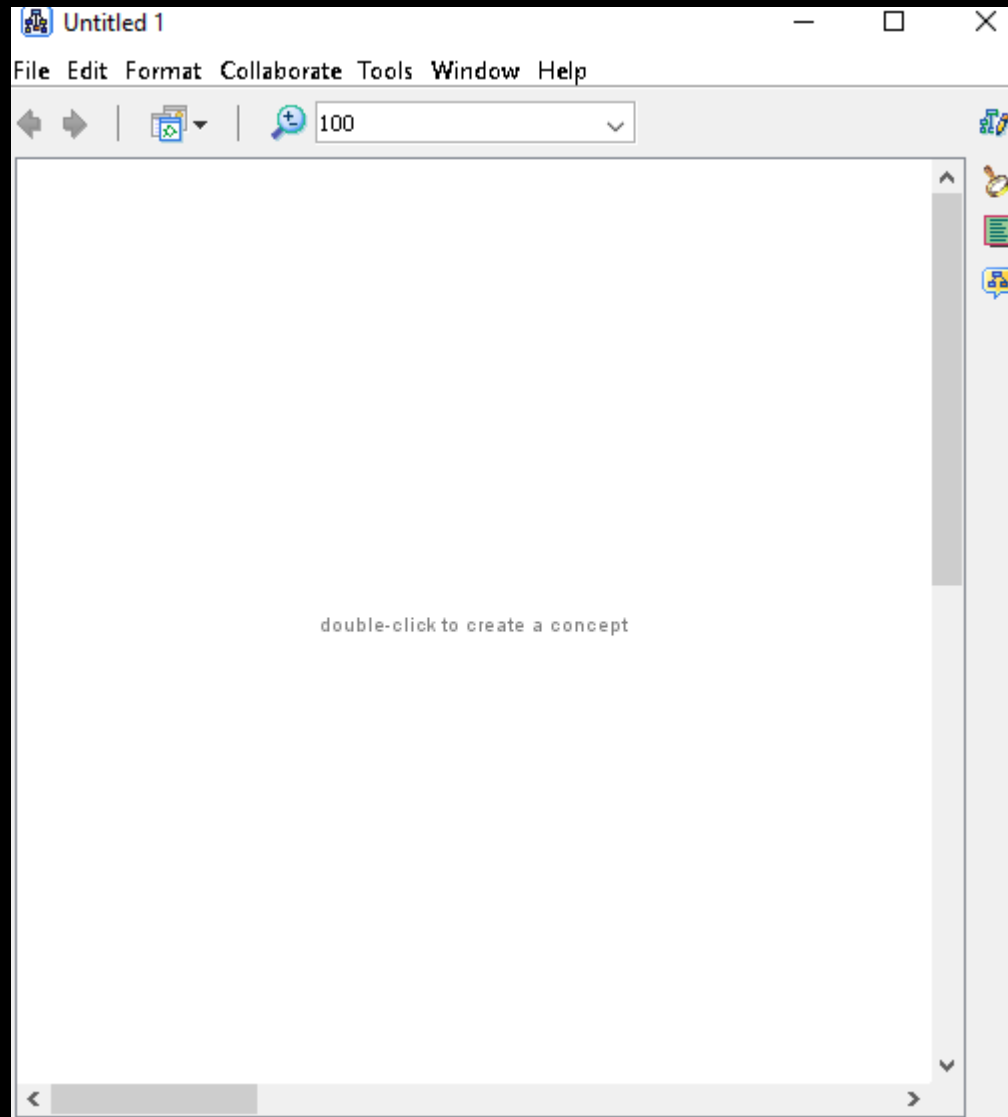 Untitled 1
File Edit Format Collaborate Tools Window Help
100
double-click to create a concept